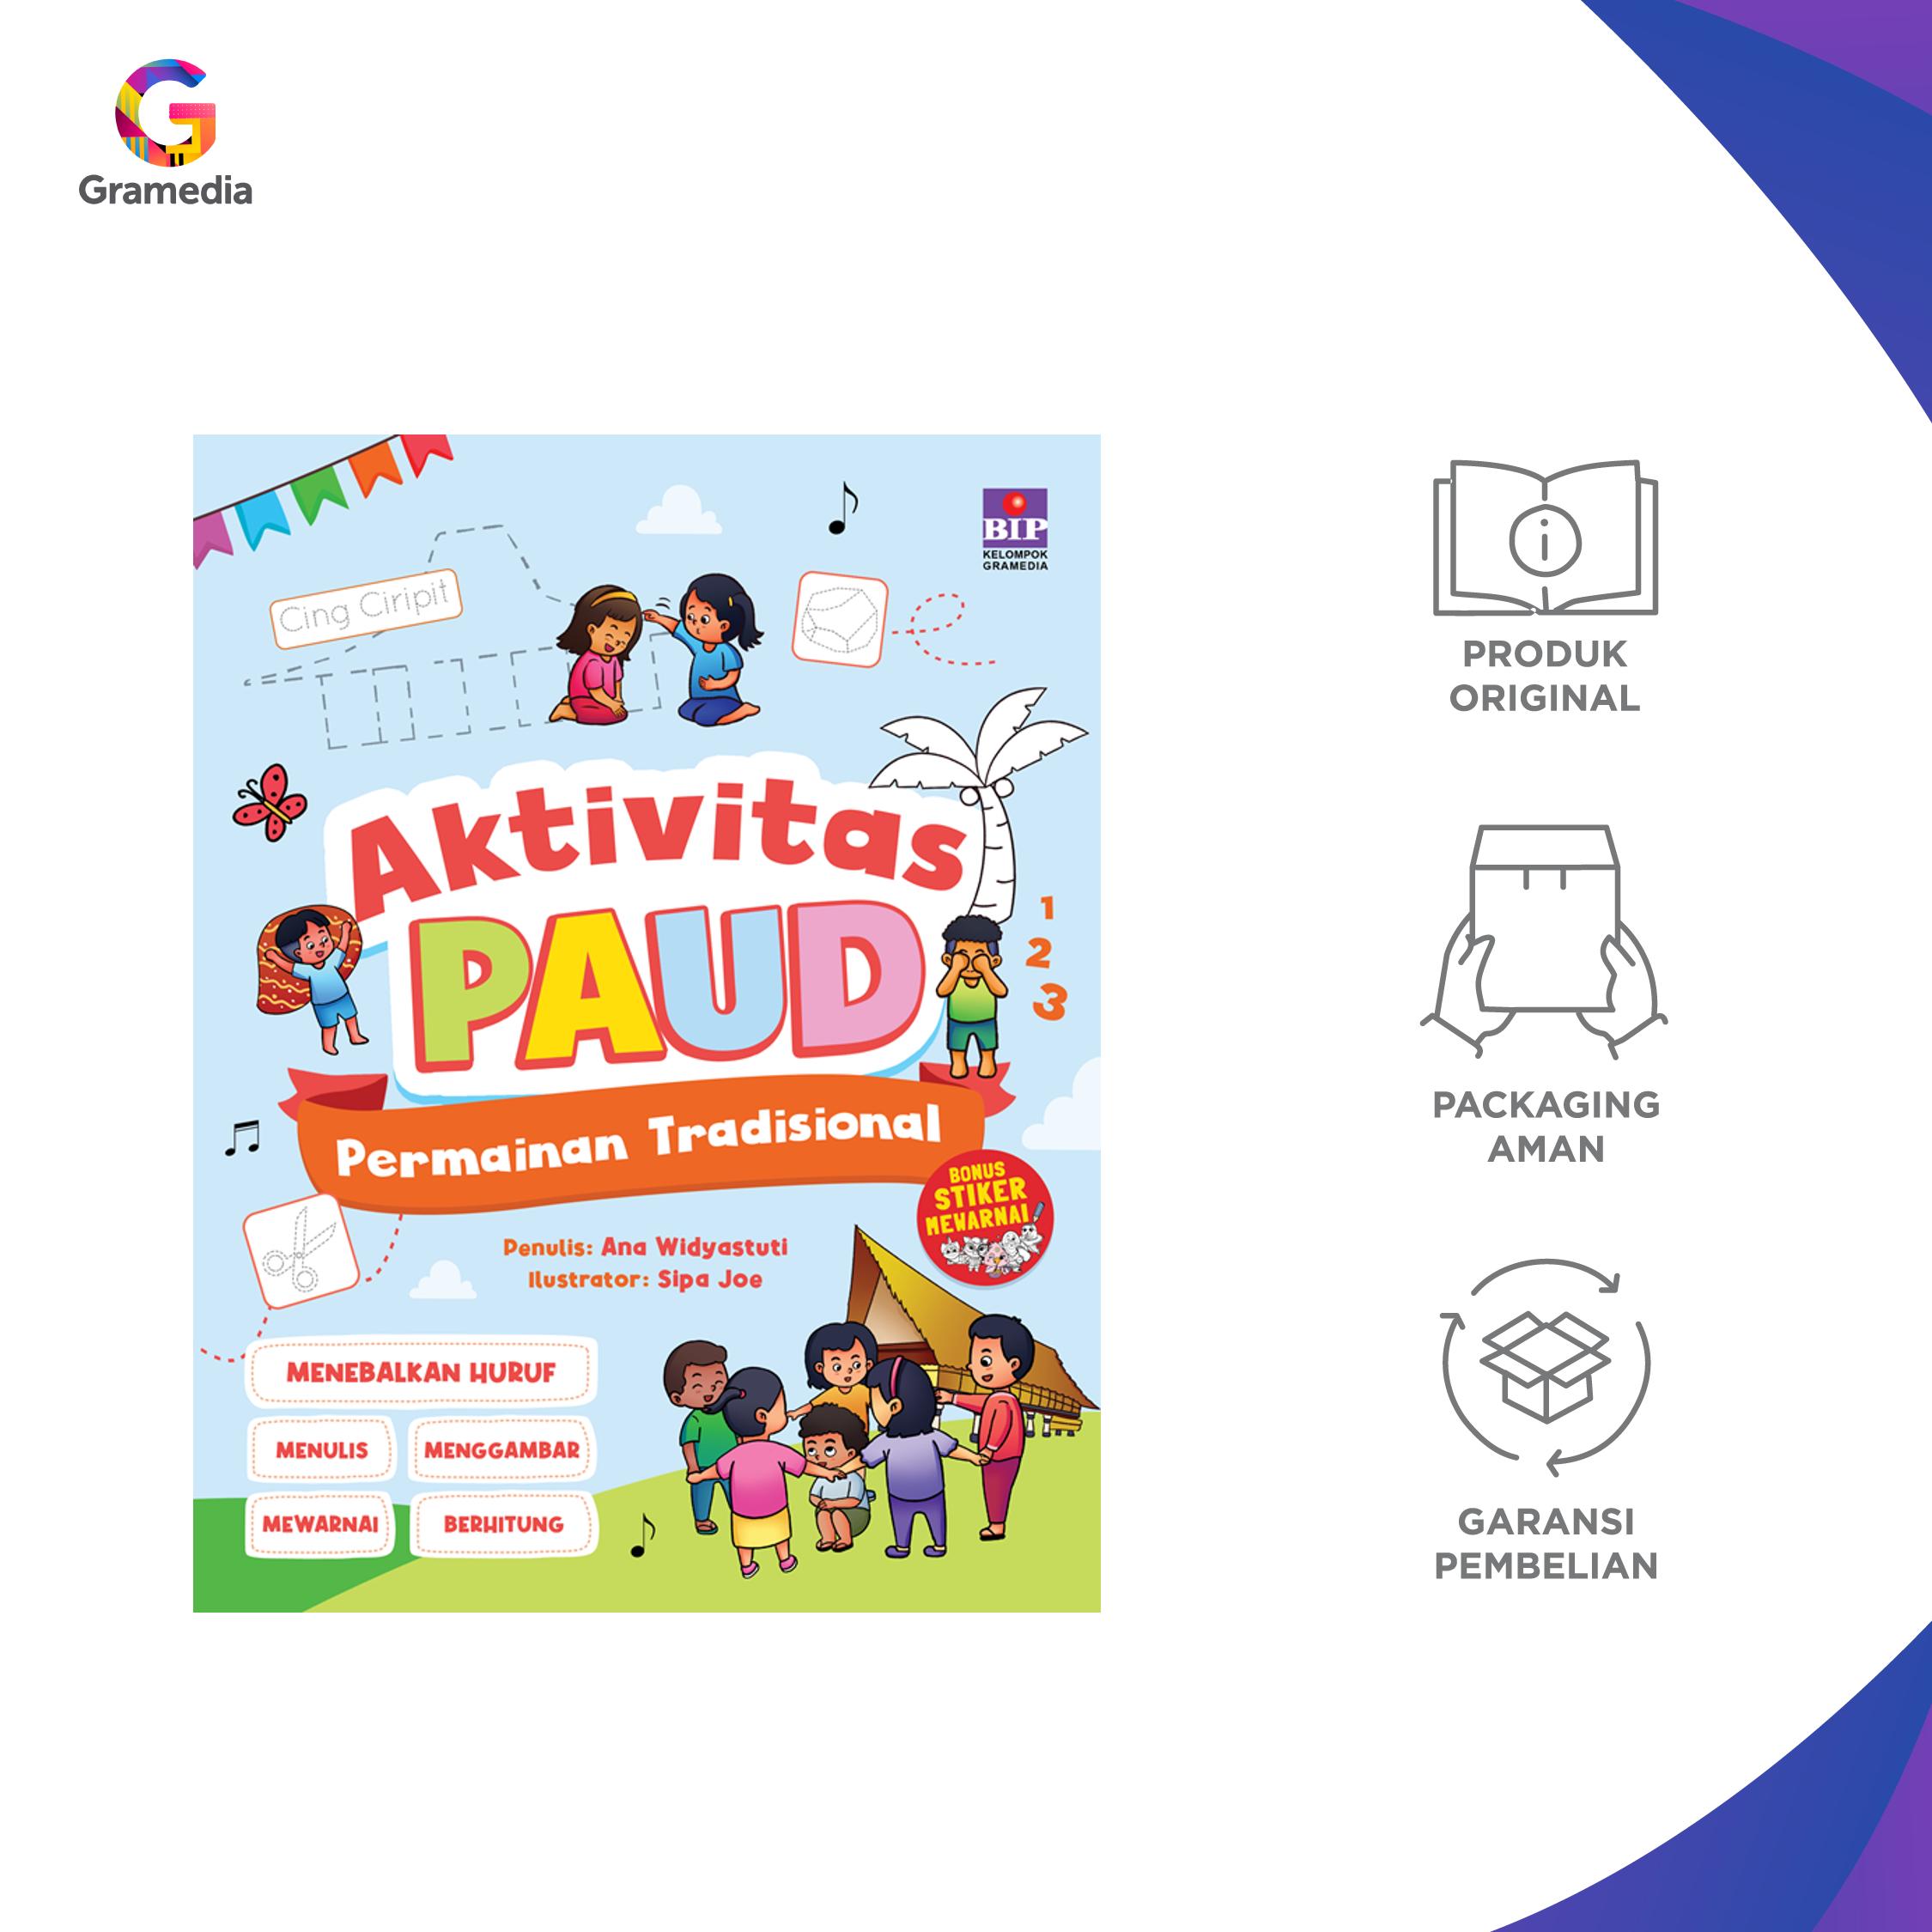 Gramedia
BIP
KELOMPOK
GRAMEDIA
Cing Ciripit
Aktivitas
PAUD
1
2
3
Permainan Tradisional
BONUS
STIKER
MEWARNAI
Penulis: Ana Widyastuti
Ilustrator: Sipa Joe
MENEBALKAN HURUF
MENULIS
MENGGAMBAR
MEWARNAI
BERHITUNG
PRODUK
ORIGINAL
PACKAGING
AMAN
GARANSI
PEMBELIAN